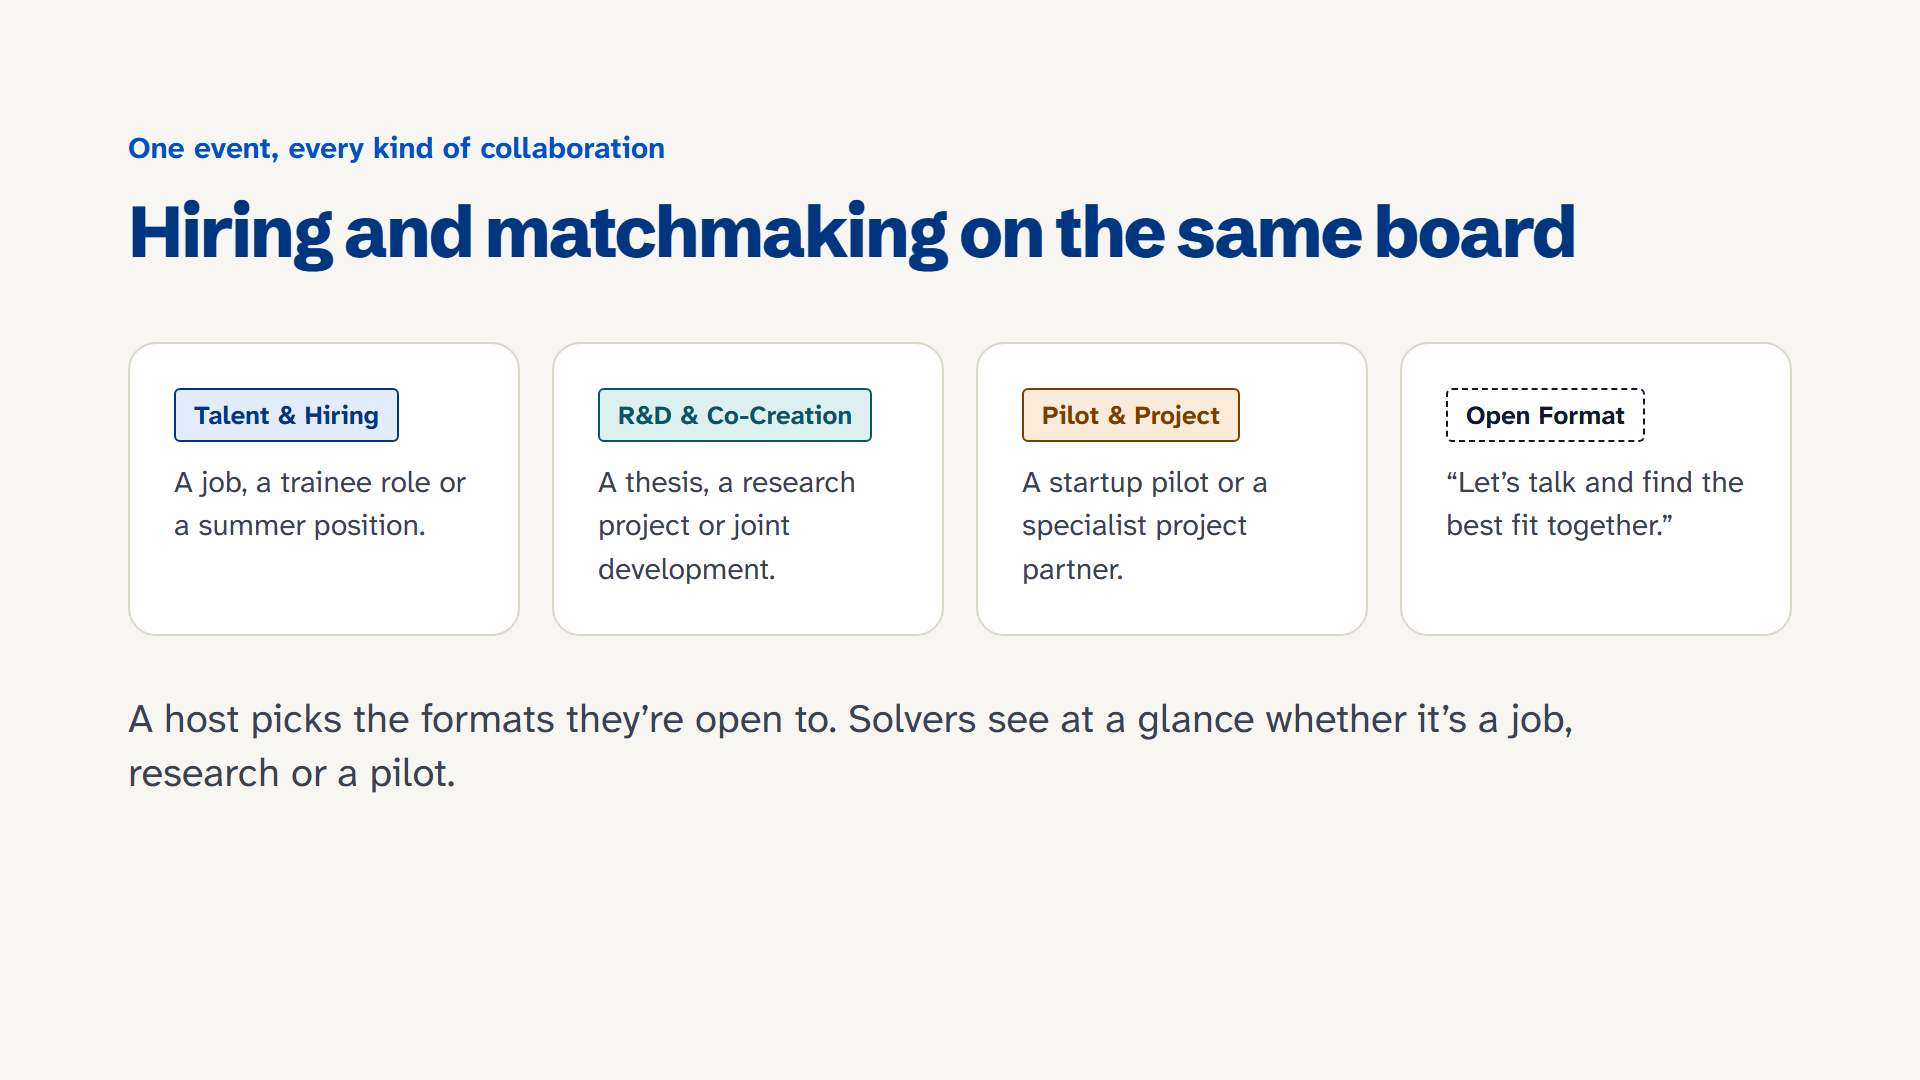 One event, every kind of collaboration
Hiring and matchmaking on the same board
Talent & Hiring
A job, a trainee role or
a summer position.
R&D & Co-Creation
A thesis, a research
project or joint
development.
Pilot & Project
A startup pilot or a
specialist project
partner.
Open Format
“Let’s talk and find the
best fit together.”
A host picks the formats they’re open to. Solvers see at a glance whether it’s a job,
research or a pilot.